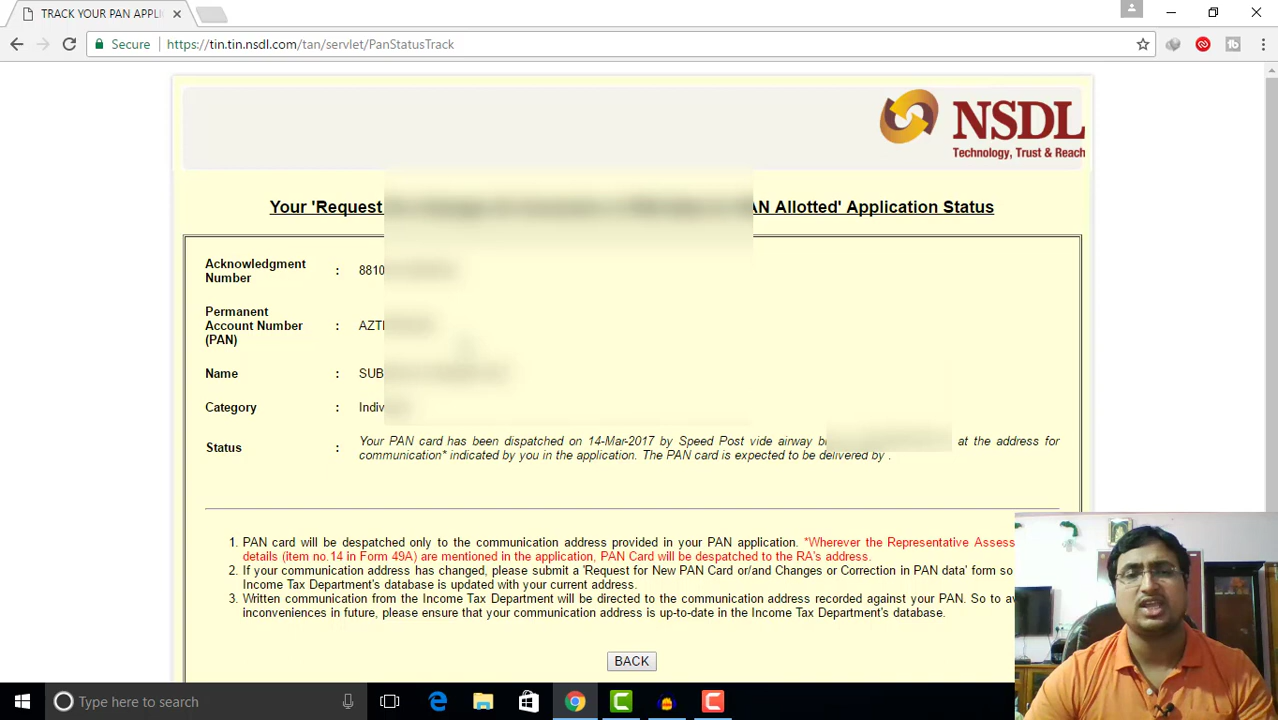 TRACK YOUR PAN APPLI
Secure https://tin.tin.nsdl.com/tan/servlet/PanStatusTrack
NSDL
Technology, Trust & Reach
Your 'Request AN Allotted' Application Status
Acknowledgment
Number : 8810
Permanent
Account Number : AZT
(PAN)
Name : SUB
Category : Indiv
Status : Your PAN card has been dispatched on 14-Mar-2017 by Speed Post vide airway at the address for
communication* indicated by you in the application. The PAN card is expected to be delivered by .
1. PAN card will be despatched only to the communication address provided in your PAN application. *Wherever the Representative Assess
details (item no.14 in Form 49A) are mentioned in the application, PAN Card will be despatched to the RA's address.
2. If your communication address has changed, please submit a 'Request for New PAN Card or/and Changes or Correction in PAN data' form so
Income Tax Department's database is updated with your current address.
3. Written communication from the Income Tax Department will be directed to the communication address recorded against your PAN. So to av
inconveniences in future, please ensure that your communication address is up-to-date in the Income Tax Department's database.
BACK
Type here to search